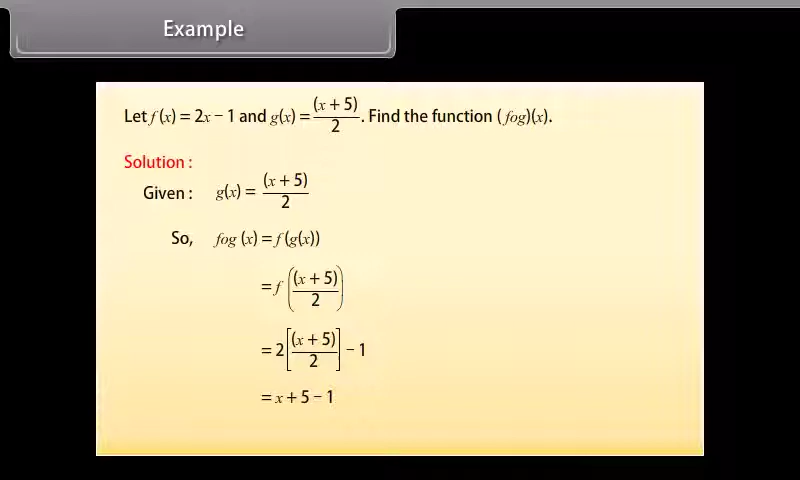 Example
Let f (x) = 2x − 1 and g(x) = (x + 5)/2. Find the function ( fog)(x).
Solution :
Given : g(x) = (x + 5)/2
So, fog (x) = f (g(x))
= f ((x + 5)/2)
= 2[(x + 5)/2] − 1
= x + 5 − 1